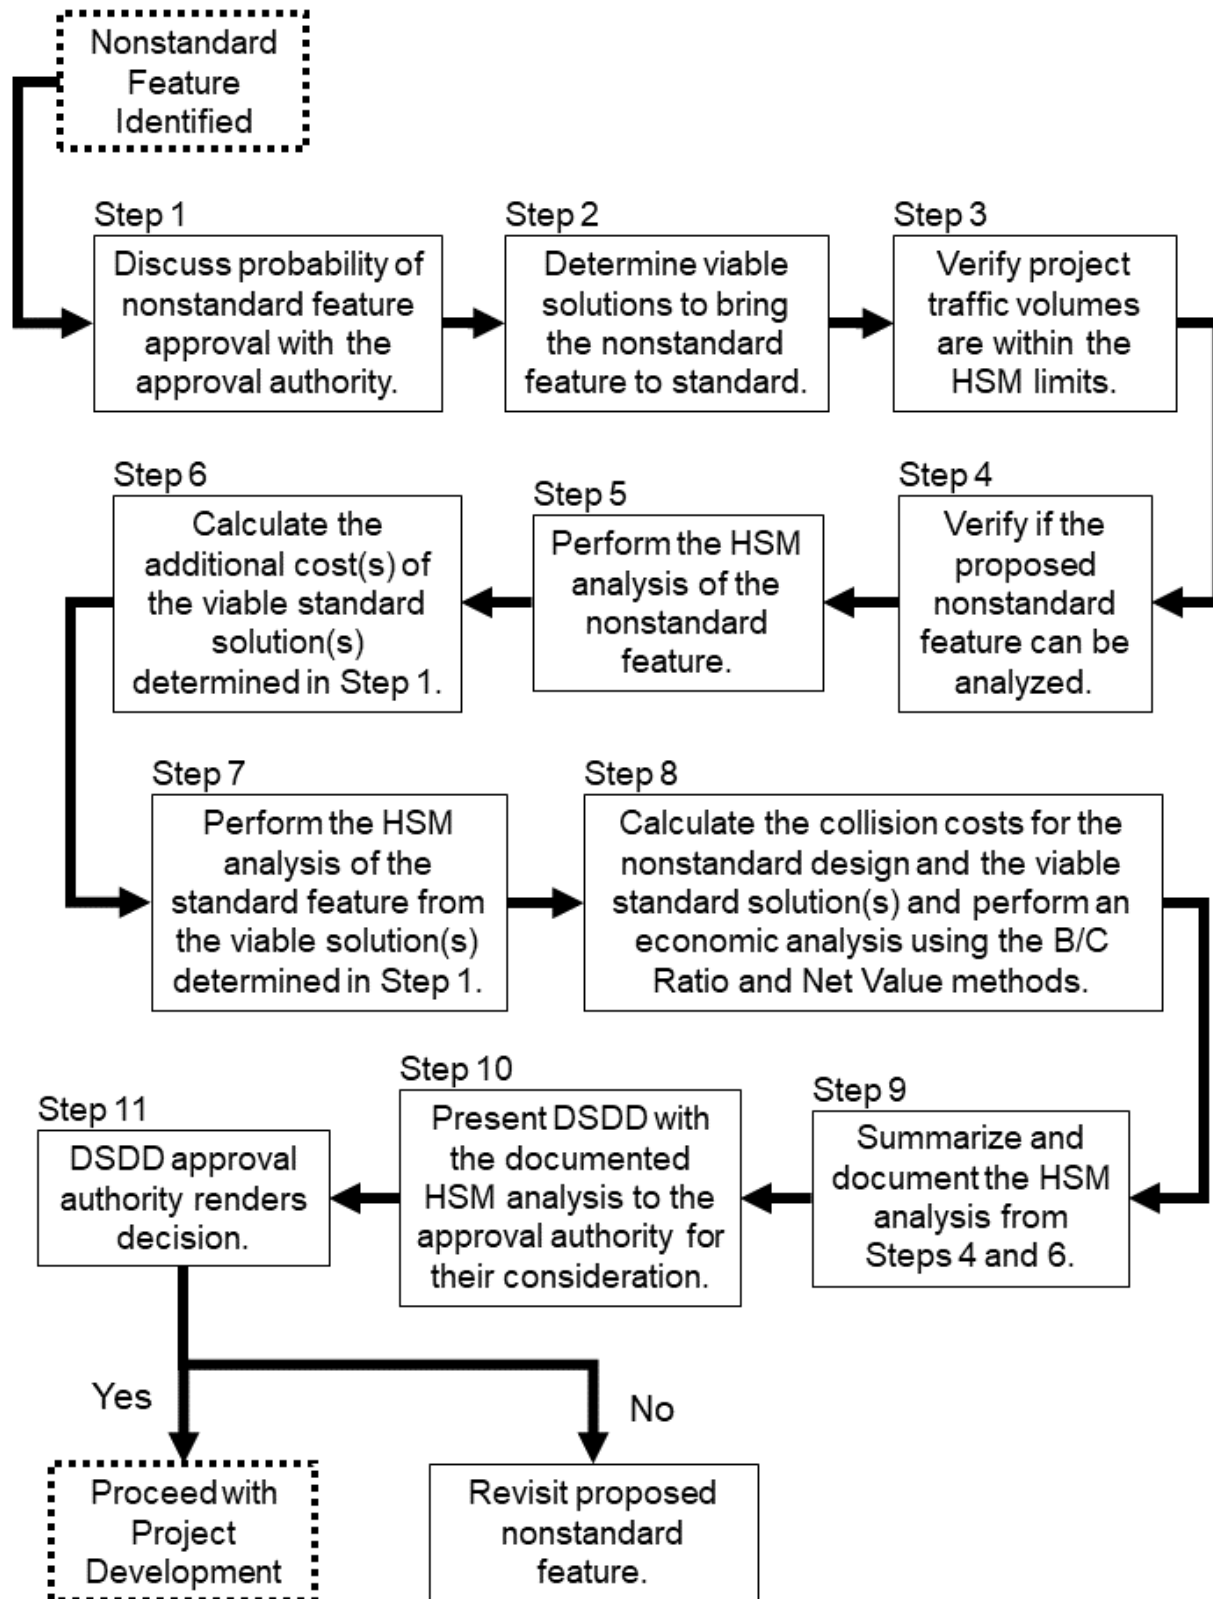 Nonstandard
Feature
Identified
Step 1
Discuss probability of
nonstandard feature
approval with the
approval authority.
Step 2
Determine viable
solutions to bring
the nonstandard
feature to standard.
Step 3
Verify project
traffic volumes
are within the
HSM limits.
Step 4
Verify if the
proposed
nonstandard
feature can be
analyzed.
Step 5
Perform the HSM
analysis of the
nonstandard
feature.
Step 6
Calculate the
additional cost(s) of
the viable standard
solution(s)
determined in Step 1.
Step 7
Perform the HSM
analysis of the
standard feature from
the viable solution(s)
determined in Step 1.
Step 8
Calculate the collision costs for the
nonstandard design and the viable
standard solution(s) and perform an
economic analysis using the B/C
Ratio and Net Value methods.
Step 9
Summarize and
document the HSM
analysis from
Steps 4 and 6.
Step 10
Present DSDD with
the documented
HSM analysis to the
approval authority for
their consideration.
Step 11
DSDD approval
authority renders
decision.
Yes
No
Proceed with
Project
Development
Revisit proposed
nonstandard
feature.